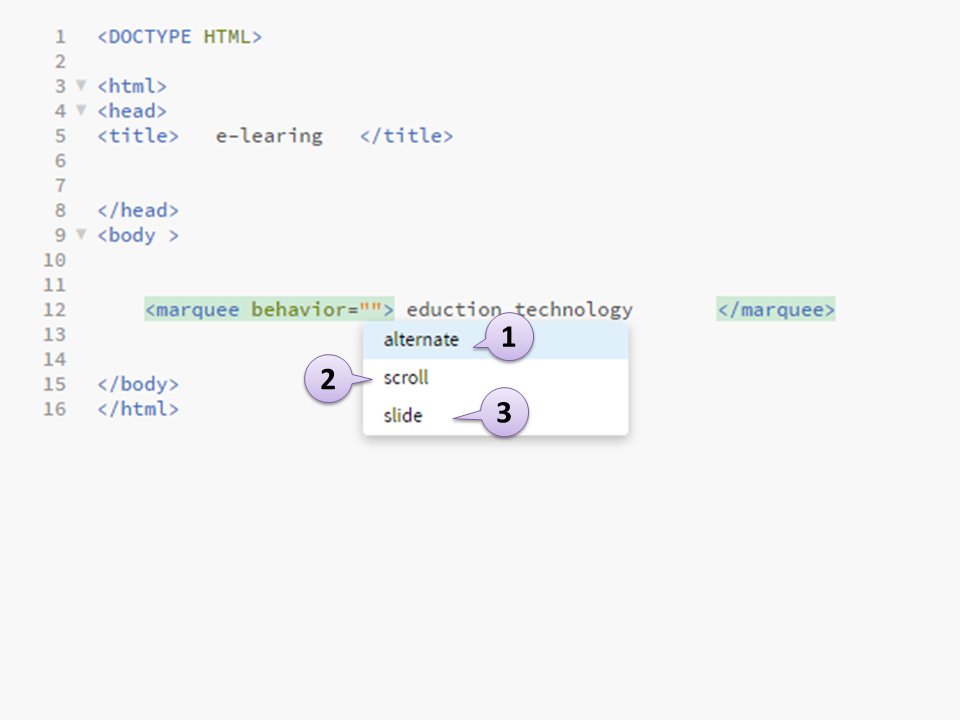 1 <DOCTYPE HTML>
2
3 <html>
4 <head>
5 <title> e-learing </title>
6
7
8 </head>
9 <body >
10
11
12 <marquee behavior=""> eduction technology </marquee>
13
alternate 1
14
2 scroll
15 </body>
16 </html>
slide 3